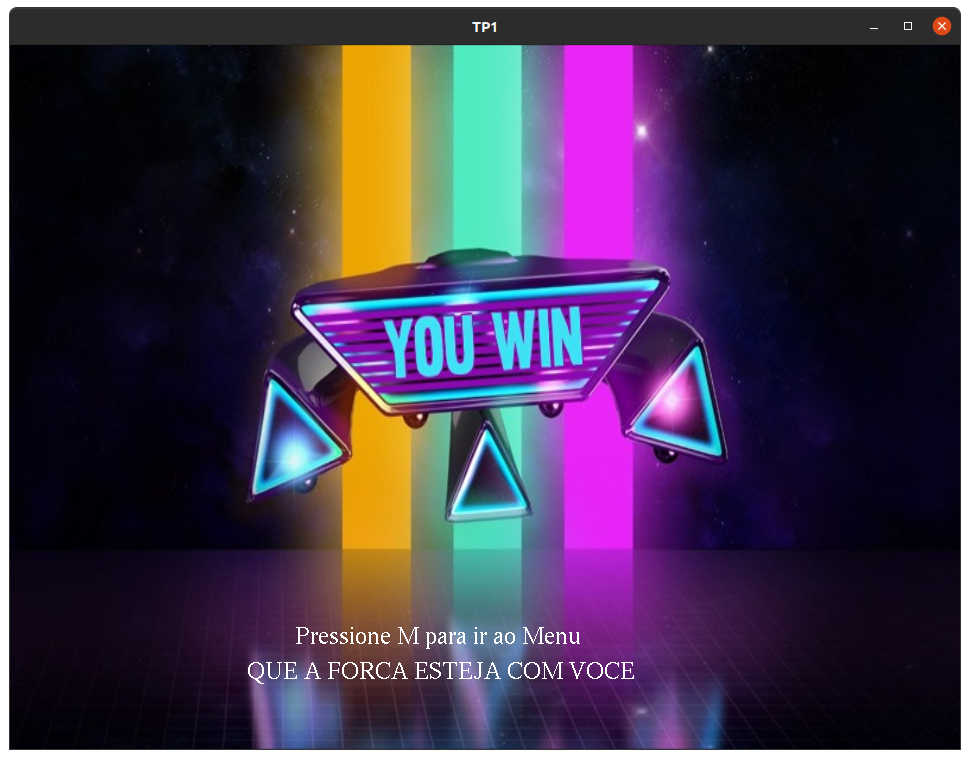 TP1
YOU WIN
Pressione M para ir ao Menu
QUE A FORCA ESTEJA COM VOCE